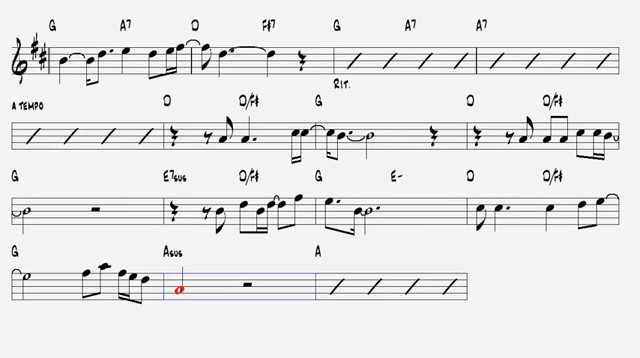 G A7 D F#7 G A7 A7
RIT.
A TEMPO D D/F# G D D/F#
G E7sus D/F# G E- D D/F#
G Asus A